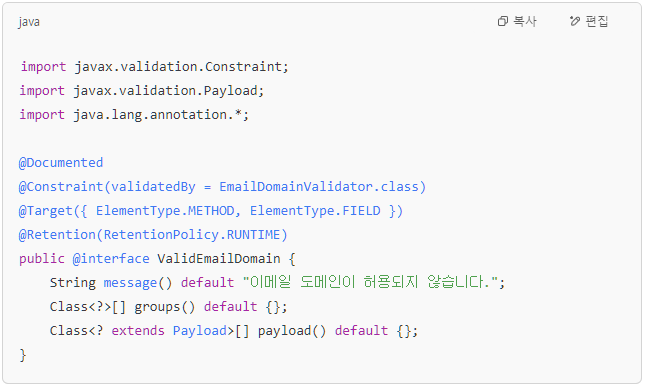 java
복사
편집
import javax.validation.Constraint;
import javax.validation.Payload;
import java.lang.annotation.*;
@Documented
@Constraint(validatedBy = EmailDomainValidator.class)
@Target({ ElementType.METHOD, ElementType.FIELD })
@Retention(RetentionPolicy.RUNTIME)
public @interface ValidEmailDomain {
    String message() default "이메일 도메인이 허용되지 않습니다.";
    Class<?>[] groups() default {};
    Class<? extends Payload>[] payload() default {};
}